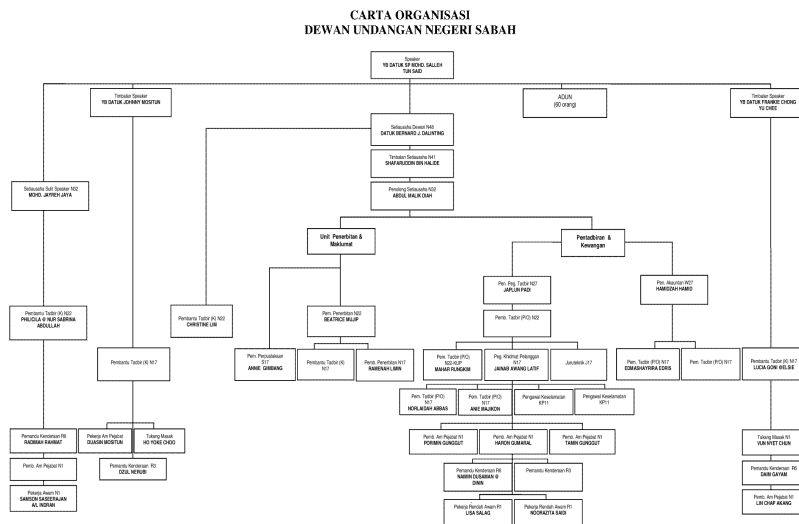 CARTA ORGANISASI
DEWAN UNDANGAN NEGERI SABAH
Speaker
YB DATUK SP MOHD. SALLEH
TUN SAID
Timbalan Speaker
YB DATUK JOHNNY MOSITUN
ADUN
(60 orang)
Timbalan Speaker
YB DATUK FRANKIE CHONG
YU CHEE
Setiausaha Dewan N48
DATUK BERNARD J. DALINTING
Timbalan Setiausaha N41
SHAFARUDDIN BIN HALIDE
Penolong Setiausaha N32
ABDUL MALIK DIAH
Setiausaha Sulit Speaker N32
MOHD. JAYREH JAYA
Unit Penerbitan &
Maklumat
Pentadbiran &
Kewangan
Pen. Peg. Tadbir N27
JAPLUN PADI
Pen. Akauntan W27
HAMIDZAH HAMID
Pembantu Tadbir (K) N22
PHILICILA @ NUR SABRINA
ABDULLAH
Pembantu Tadbir (K) N22
CHRISTINE LIM
Pem. Penerbitan N22
BEATRICE MUJIP
Pemb. Tadbir (P/O) N22
Pembantu Tadbir (K) N17
Pem. Perpustakaan
S17
ANNIE GIMBANG
Pembantu Tadbir (K)
N17
Pemb. Penerbitan N17
RAMENAH LIMIN
Pem. Tadbir (P/O)
N22-KUP
MAHAR RUNGKIM
Peg. Khidmat Pelanggan
N17
JAINAB AWANG LATIF
Juruteknik J17
Pem. Tadbir (P/O) N17
EDMASHAYRIRA EDRIS
Pem. Tadbir (P/O) N17
Pembantu Tadbir (K) N17
LUCIA GONI @ELSIE
Pem. Tadbir (P/O)
N17
NORLAIDAH ABBAS
Pem. Tadbir (P/O)
N17
ANIE MAJIKON
Pengawal Keselamatan
KP11
Pengawal Keselamatan
KP11
Pemandu Kenderaan R6
RADMAH RAHMAT
Pekerja Am Pejabat
DUASIN MOSITUN
Tukang Masak
HO YOKE CHOO
Pemb. Am Pejabat N1
PORIMIN GUNGGUT
Pemb. Am Pejabat N1
HARON GUMARAL
Pemb. Am Pejabat N1
TAMIN GUNGGUT
Tukang Masak N1
VUN NYET CHUN
Pemb. Am Pejabat N1
Pemandu Kenderaan R3
DZUL NERUBI
Pemandu Kenderaan R6
NAIMIN DUSAMAN @
DININ
Pemandu Kenderaan R3
Pemandu Kenderaan R6
DAIM GAYAM
Pekerja Awam N1
SAMSON SASEERAJAN
A/L INDRAN
Pekerja Rendah Awam R1
LISA SALAG
Pekerja Rendah Awam R1
NOORAZITA SAIDI
Pemb. Am Pejabat N1
LIN CHAP AKANG